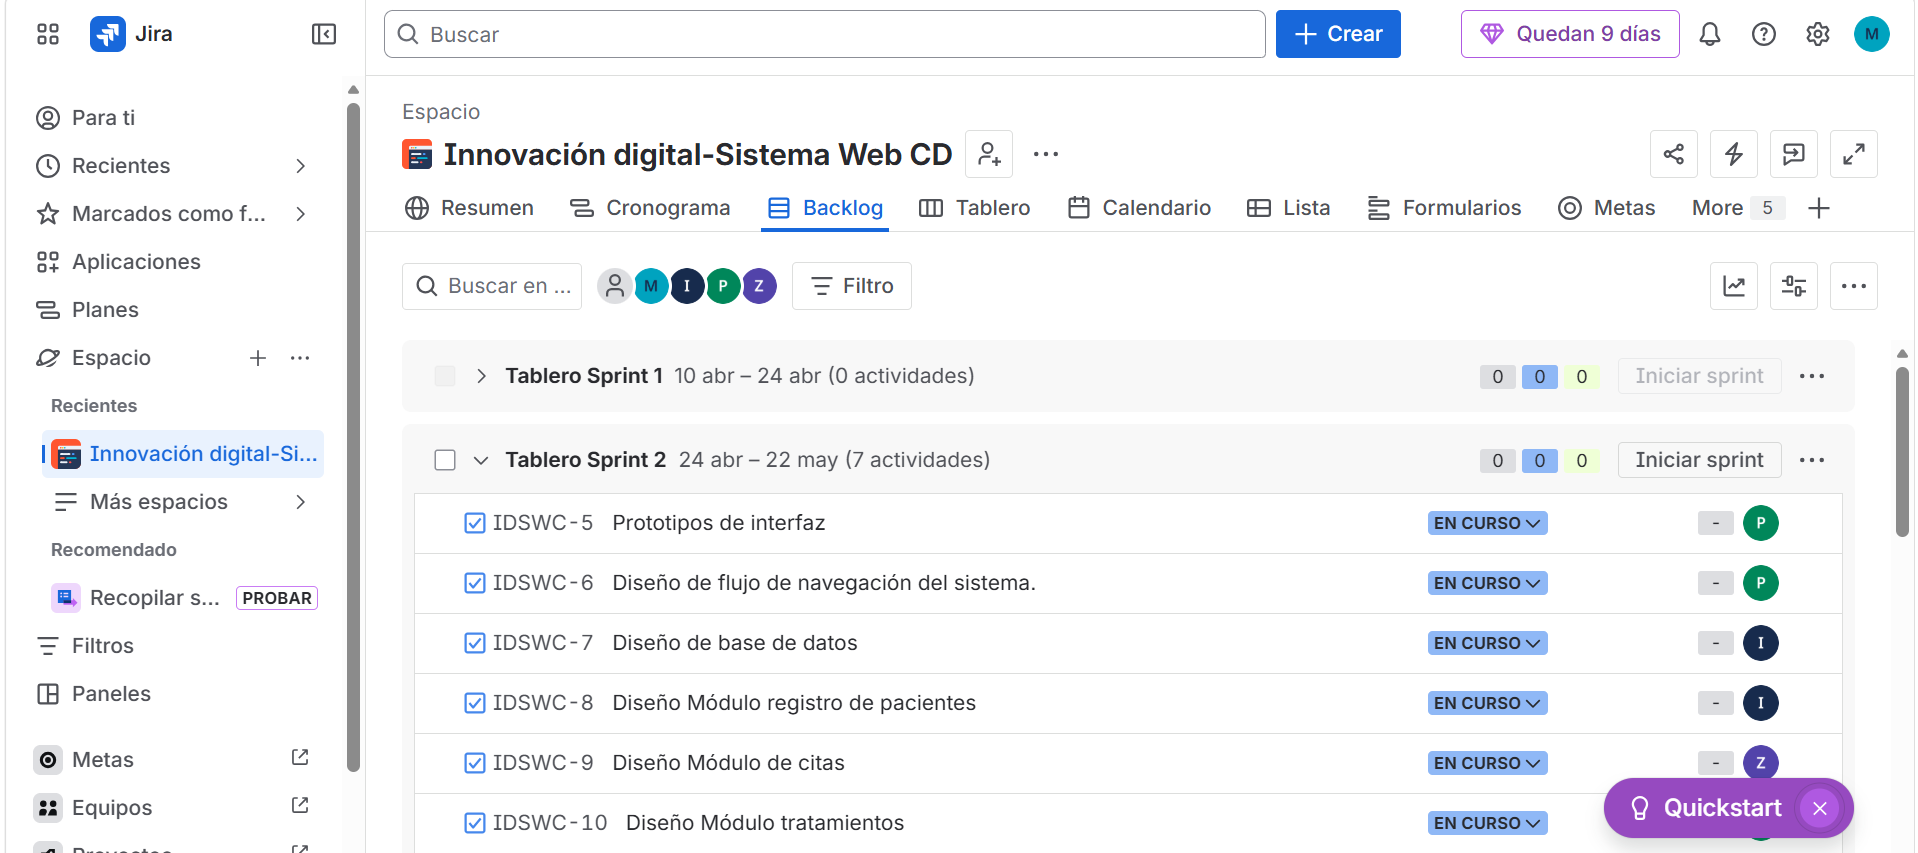 Jira
Buscar
Crear
Quedan 9 días
M
Para ti
Recientes
Marcados como f...
Aplicaciones
Planes
Espacio
Recientes
Innovación digital-Si...
Más espacios
Recomendado
Recopilar s... PROBAR
Filtros
Paneles
Metas
Equipos
Espacio
Innovación digital-Sistema Web CD
Resumen Cronograma Backlog Tablero Calendario Lista Formularios Metas More 5
Buscar en ... M I P Z Filtro
Tablero Sprint 1 10 abr – 24 abr (0 actividades) 0 0 0 Iniciar sprint
Tablero Sprint 2 24 abr – 22 may (7 actividades) 0 0 0 Iniciar sprint
IDSWC-5 Prototipos de interfaz EN CURSO - P
IDSWC-6 Diseño de flujo de navegación del sistema. EN CURSO - P
IDSWC-7 Diseño de base de datos EN CURSO - I
IDSWC-8 Diseño Módulo registro de pacientes EN CURSO - I
IDSWC-9 Diseño Módulo de citas EN CURSO - Z
IDSWC-10 Diseño Módulo tratamientos EN CURSO
Quickstart